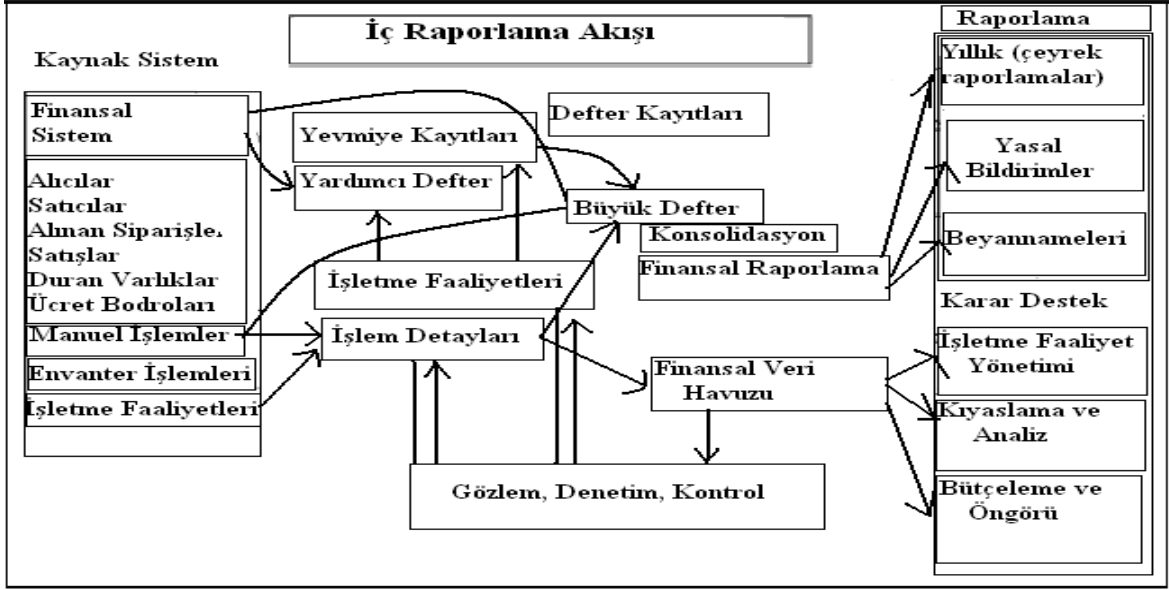 İç Raporlama Akışı
Kaynak Sistem
Finansal
Sistem
Alıcılar
Satıcılar
Alınan Siparişle.
Satışlar
Duran Varlıklar
Ücret Bodroları
Manuel İşlemler
Envanter İşlemleri
İşletme Faaliyetleri
Yevmiye Kayıtları
Yardımcı Defter
İşletme Faaliyetleri
İşlem Detayları
Defter Kayıtları
Büyük Defter
Konsolidasyon
Finansal Raporlama
Finansal Veri
Havuzu
Gözlem, Denetim, Kontrol
Raporlama
Yıllık (çeyrek
raporlamalar)
Yasal
Bildirimler
Beyannameleri
Karar Destek
İşletme Faaliyet
Yönetimi
Kıyaslama ve
Analiz
Bütçeleme ve
Öngörü